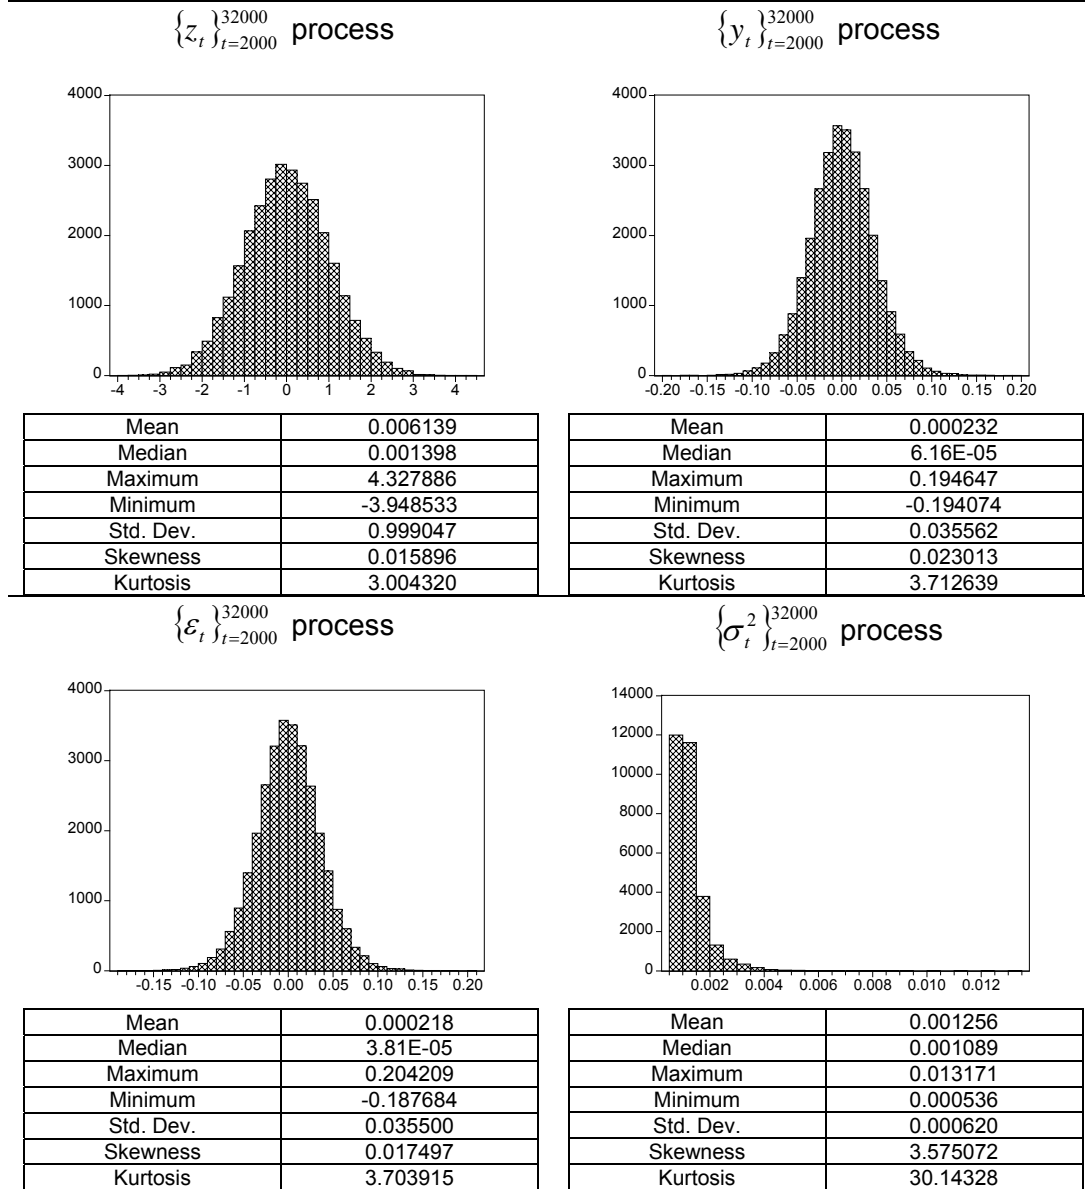 {z_t}_{t=2000}^{32000} process
4000
3000
2000
1000
0
-4 -3 -2 -1 0 1 2 3 4
Mean 0.006139
Median 0.001398
Maximum 4.327886
Minimum -3.948533
Std. Dev. 0.999047
Skewness 0.015896
Kurtosis 3.004320
{y_t}_{t=2000}^{32000} process
4000
3000
2000
1000
0
-0.20 -0.15 -0.10 -0.05 0.00 0.05 0.10 0.15 0.20
Mean 0.000232
Median 6.16E-05
Maximum 0.194647
Minimum -0.194074
Std. Dev. 0.035562
Skewness 0.023013
Kurtosis 3.712639
{ε_t}_{t=2000}^{32000} process
4000
3000
2000
1000
0
-0.15 -0.10 -0.05 0.00 0.05 0.10 0.15 0.20
Mean 0.000218
Median 3.81E-05
Maximum 0.204209
Minimum -0.187684
Std. Dev. 0.035500
Skewness 0.017497
Kurtosis 3.703915
{σ_t^2}_{t=2000}^{32000} process
14000
12000
10000
8000
6000
4000
2000
0
0.002 0.004 0.006 0.008 0.010 0.012
Mean 0.001256
Median 0.001089
Maximum 0.013171
Minimum 0.000536
Std. Dev. 0.000620
Skewness 3.575072
Kurtosis 30.14328